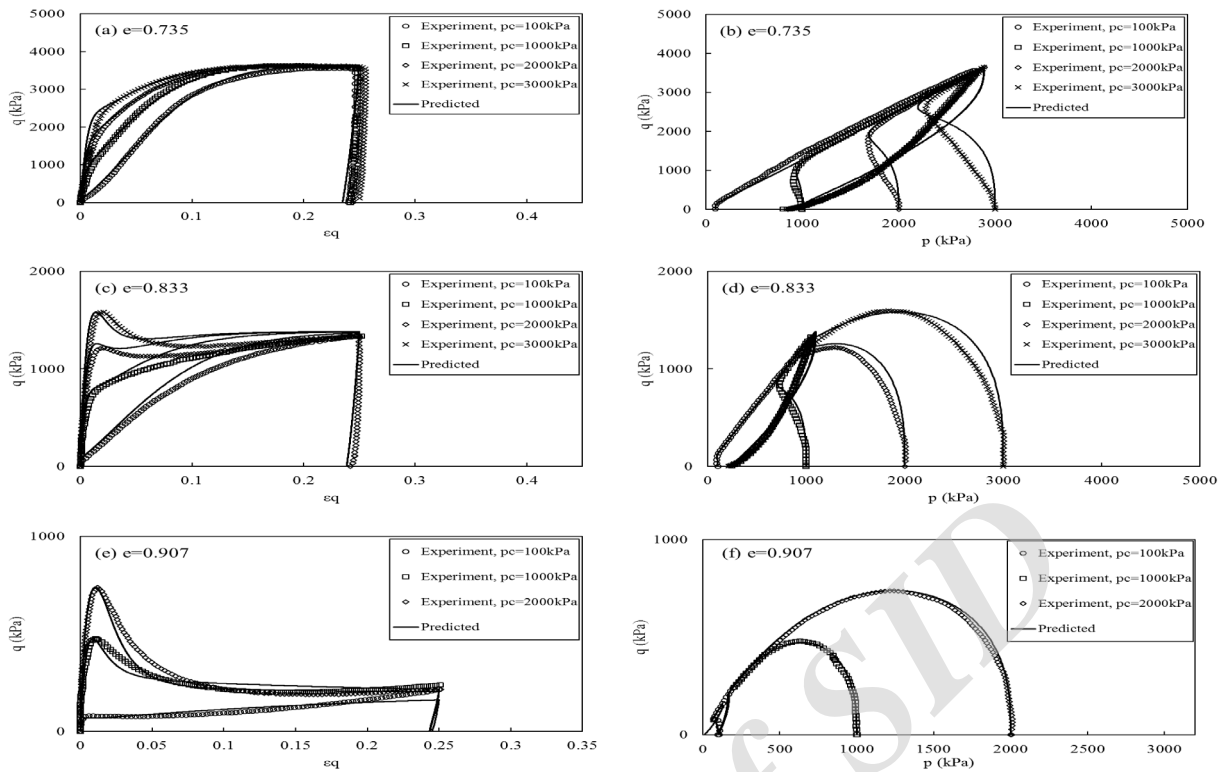 5000
4000
3000
2000
1000
0
q (kPa)
(a) e=0.735
Experiment, pc=100kPa
Experiment, pc=1000kPa
Experiment, pc=2000kPa
Experiment, pc=3000kPa
Predicted
0 0.1 0.2 0.3 0.4
εq
5000
4000
3000
2000
1000
0
q (kPa)
(b) e=0.735
Experiment, pc=100kPa
Experiment, pc=1000kPa
Experiment, pc=2000kPa
Experiment, pc=3000kPa
Predicted
0 1000 2000 3000 4000 5000
p (kPa)
2000
1000
0
q (kPa)
(c) e=0.833
Experiment, pc=100kPa
Experiment, pc=1000kPa
Experiment, pc=2000kPa
Experiment, pc=3000kPa
Predicted
0 0.1 0.2 0.3 0.4
εq
2000
1000
0
q (kPa)
(d) e=0.833
Experiment, pc=100kPa
Experiment, pc=1000kPa
Experiment, pc=2000kPa
Experiment, pc=3000kPa
Predicted
0 1000 2000 3000 4000 5000
p (kPa)
1000
0
q (kPa)
(e) e=0.907
Experiment, pc=100kPa
Experiment, pc=1000kPa
Experiment, pc=2000kPa
Predicted
0 0.05 0.1 0.15 0.2 0.25 0.3 0.35
εq
1000
0
q (kPa)
(f) e=0.907
Experiment, pc=100kPa
Experiment, pc=1000kPa
Experiment, pc=2000kPa
Predicted
0 500 1000 1500 2000 2500 3000
p (kPa)
of SID